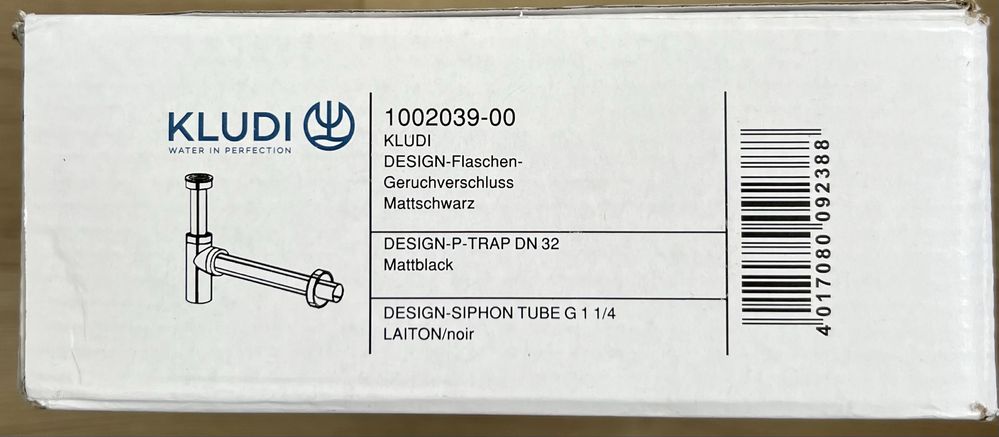 KLUDI
WATER IN PERFECTION
1002039-00
KLUDI
DESIGN-Flaschen-
Geruchverschluss
Mattschwarz
DESIGN-P-TRAP DN 32
Mattblack
DESIGN-SIPHON TUBE G 1 1/4
LAITON/noir
4 017080 092388